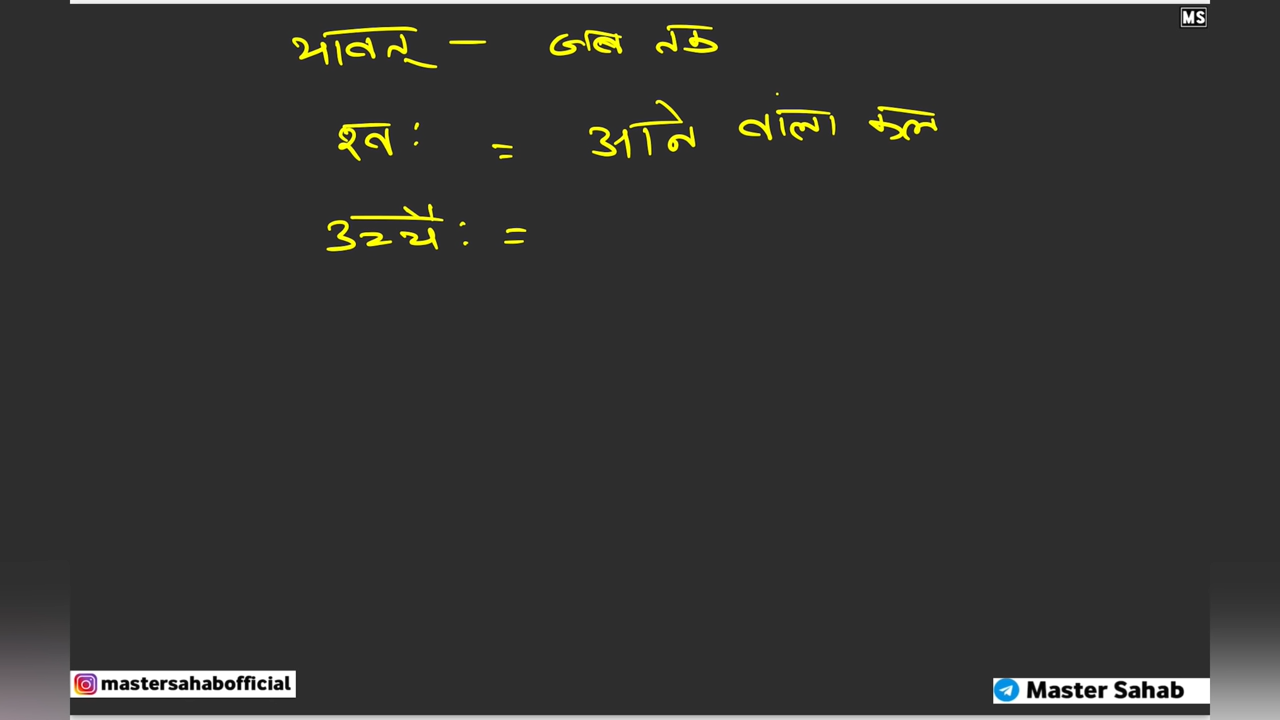 MS
यावत् - जब तक
श्वः = आने वाला कल
उच्चैः =
mastersahabofficial
Master Sahab